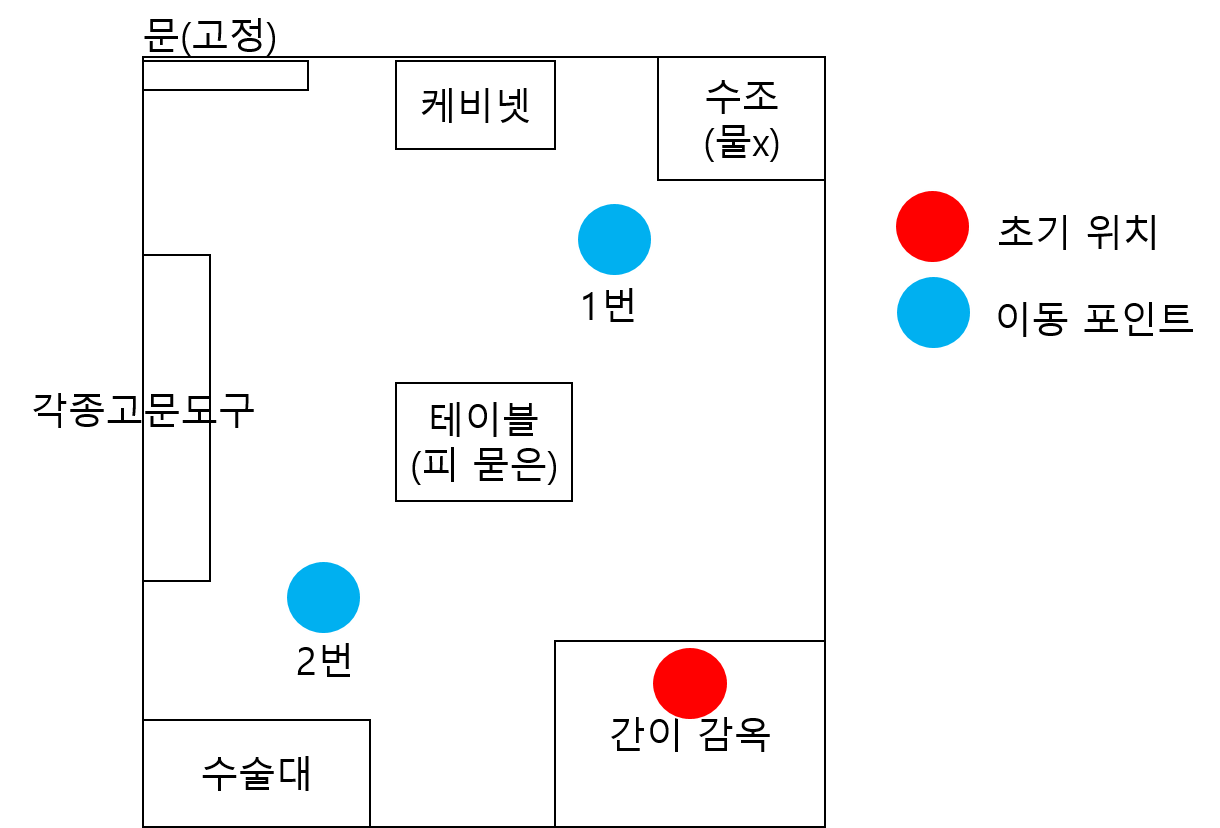 문(고정)
케비넷
수조
(물x)
초기 위치
1번
이동 포인트
각종고문도구
테이블
(피 묻은)
2번
간이 감옥
수술대